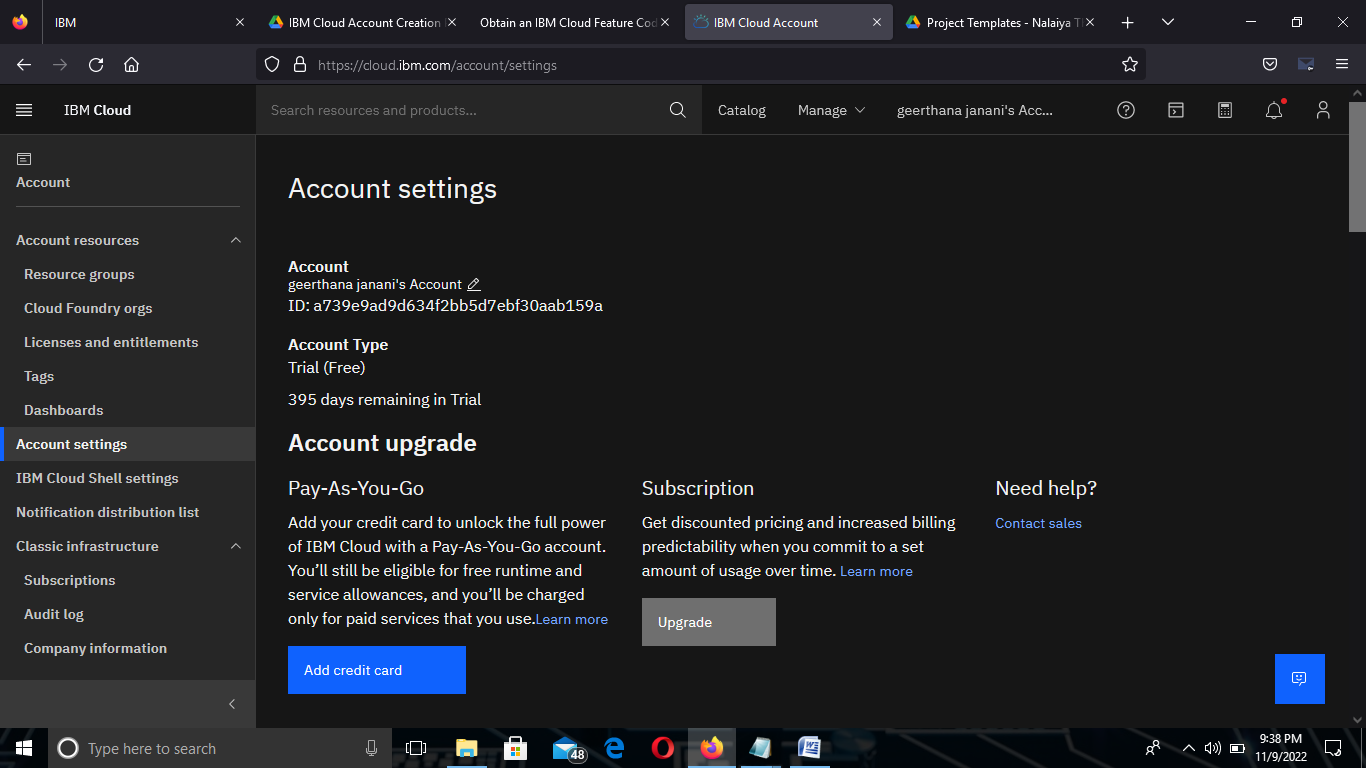 IBM
IBM Cloud Account Creation
Obtain an IBM Cloud Feature Cod
IBM Cloud Account
Project Templates - Nalaiya Th
https://cloud.ibm.com/account/settings
IBM Cloud
Search resources and products...
Catalog
Manage
geerthana janani's Acc...
Account
Account resources
Resource groups
Cloud Foundry orgs
Licenses and entitlements
Tags
Dashboards
Account settings
IBM Cloud Shell settings
Notification distribution list
Classic infrastructure
Subscriptions
Audit log
Company information
Account settings
Account
geerthana janani's Account
ID: a739e9ad9d634f2bb5d7ebf30aab159a
Account Type
Trial (Free)
395 days remaining in Trial
Account upgrade
Pay-As-You-Go
Add your credit card to unlock the full power
of IBM Cloud with a Pay-As-You-Go account.
You’ll still be eligible for free runtime and
service allowances, and you’ll be charged
only for paid services that you use.Learn more
Add credit card
Subscription
Get discounted pricing and increased billing
predictability when you commit to a set
amount of usage over time. Learn more
Upgrade
Need help?
Contact sales
Type here to search
48
9:38 PM
11/9/2022